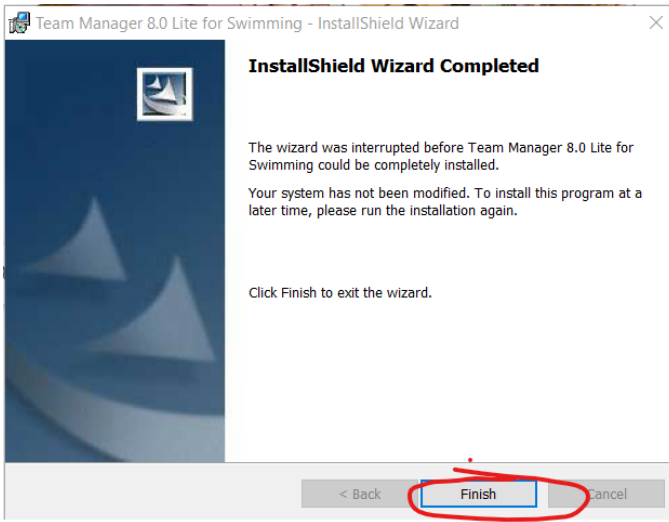 Team Manager 8.0 Lite for Swimming - InstallShield Wizard
InstallShield Wizard Completed
The wizard was interrupted before Team Manager 8.0 Lite for
Swimming could be completely installed.
Your system has not been modified. To install this program at a
later time, please run the installation again.
Click Finish to exit the wizard.
< Back
Finish
Cancel